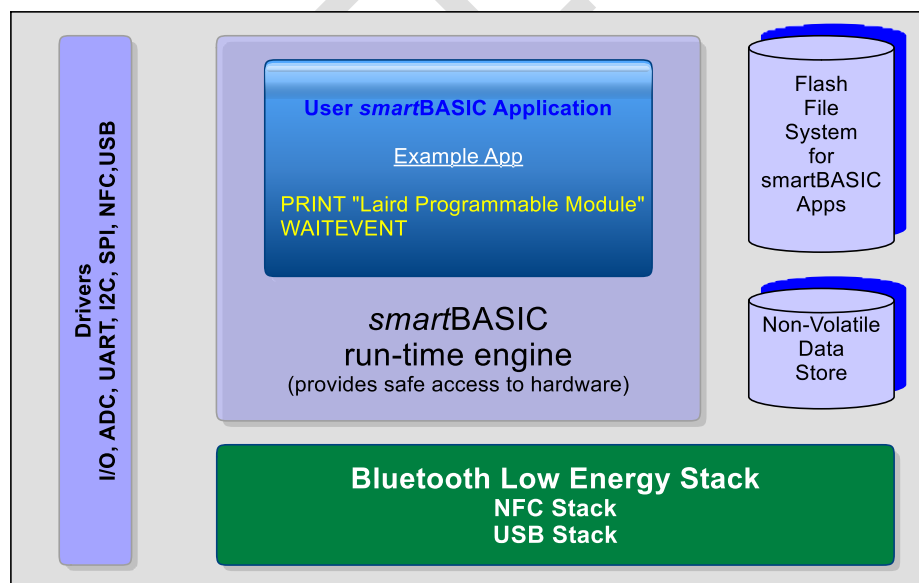 Drivers
I/O, ADC, UART, I2C, SPI, NFC,USB
User smartBASIC Application
Example App
PRINT "Laird Programmable Module"
WAITEVENT
smartBASIC
run-time engine
(provides safe access to hardware)
Flash
File
System
for
smartBASIC
Apps
Non-Volatile
Data
Store
Bluetooth Low Energy Stack
NFC Stack
USB Stack